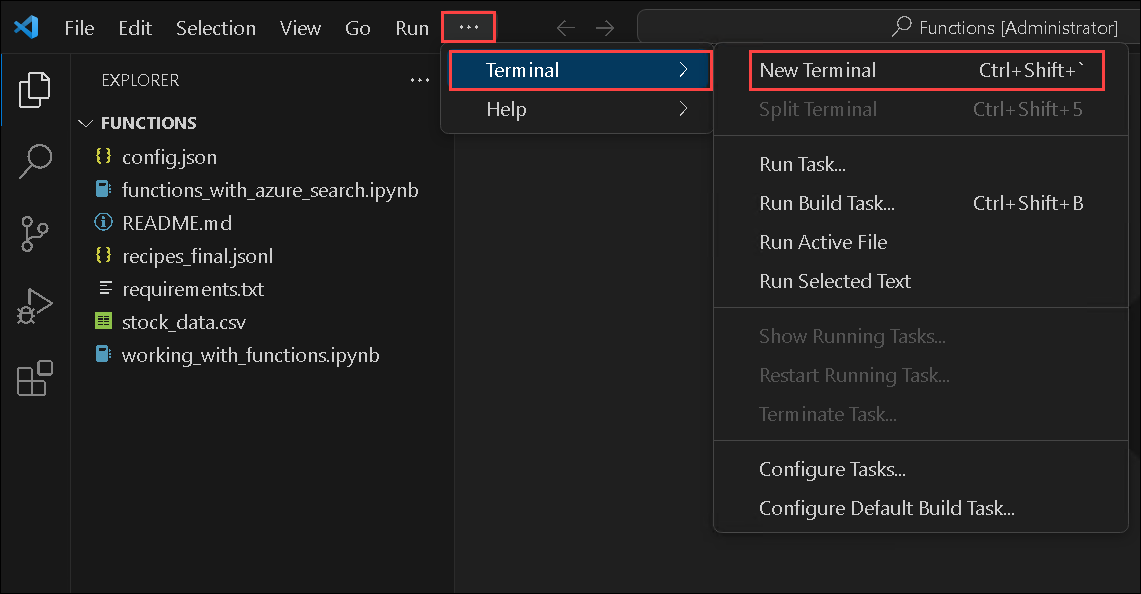 File Edit Selection View Go Run ··· Functions [Administrator]
EXPLORER ···
FUNCTIONS
config.json
functions_with_azure_search.ipynb
README.md
recipes_final.jsonl
requirements.txt
stock_data.csv
working_with_functions.ipynb
Terminal
Help
New Terminal Ctrl+Shift+`
Split Terminal Ctrl+Shift+5
Run Task...
Run Build Task... Ctrl+Shift+B
Run Active File
Run Selected Text
Show Running Tasks...
Restart Running Task...
Terminate Task...
Configure Tasks...
Configure Default Build Task...